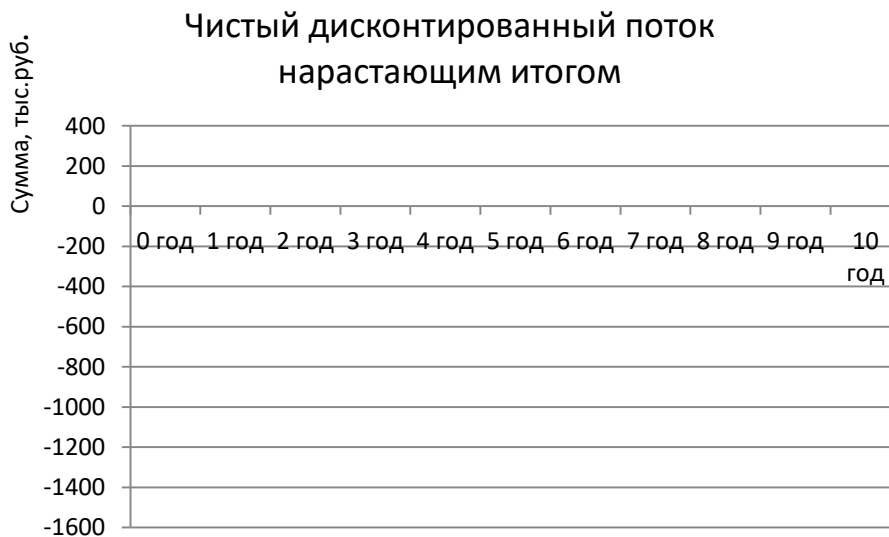 Чистый дисконтированный поток
нарастающим итогом
Сумма, тыс.руб.
400
200
0
-200
-400
-600
-800
-1000
-1200
-1400
-1600
0 год 1 год 2 год 3 год 4 год 5 год 6 год 7 год 8 год 9 год 10
год